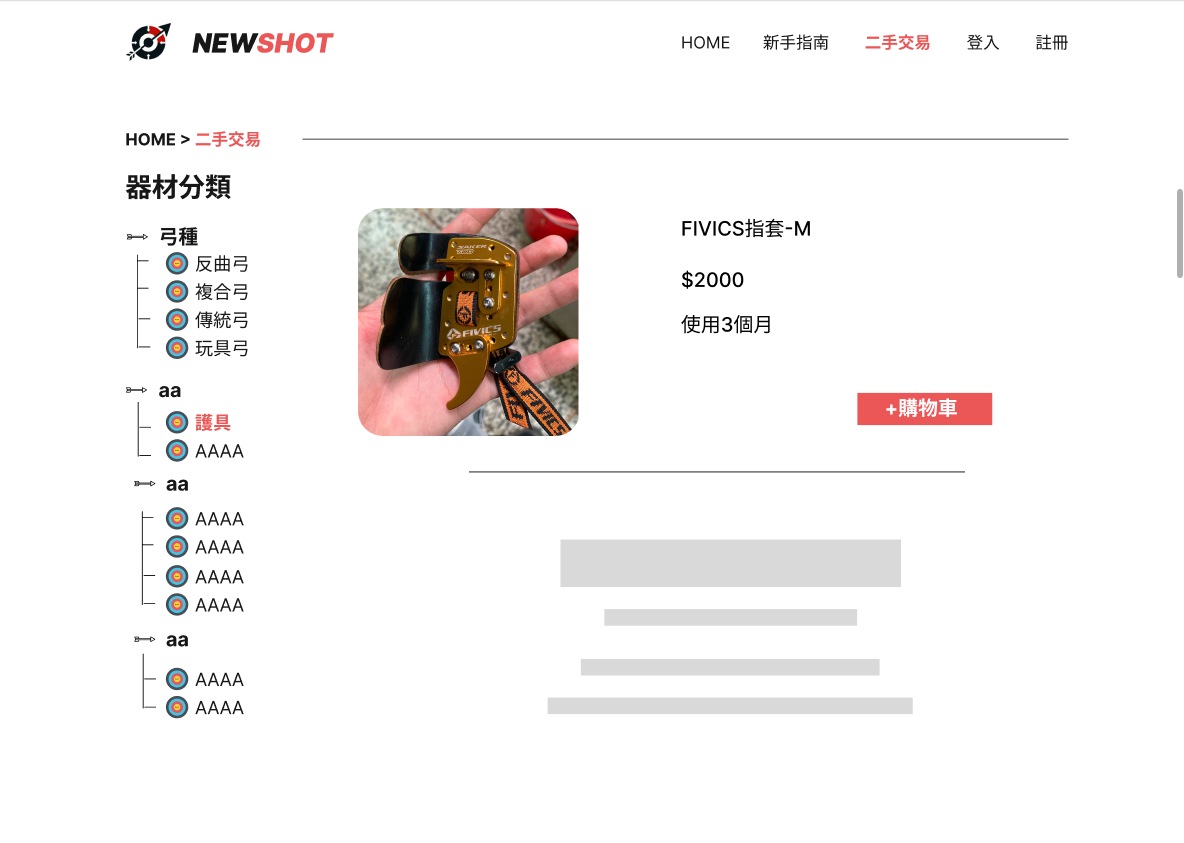 NEWSHOT
HOME 新手指南 二手交易 登入 註冊
HOME > 二手交易
器材分類
弓種
反曲弓
複合弓
傳統弓
玩具弓
aa
護具
AAAA
aa
AAAA
AAAA
AAAA
AAAA
aa
AAAA
AAAA
SAKER
FIVICS
FIVICS
FIVICS指套-M
$2000
使用3個月
+購物車